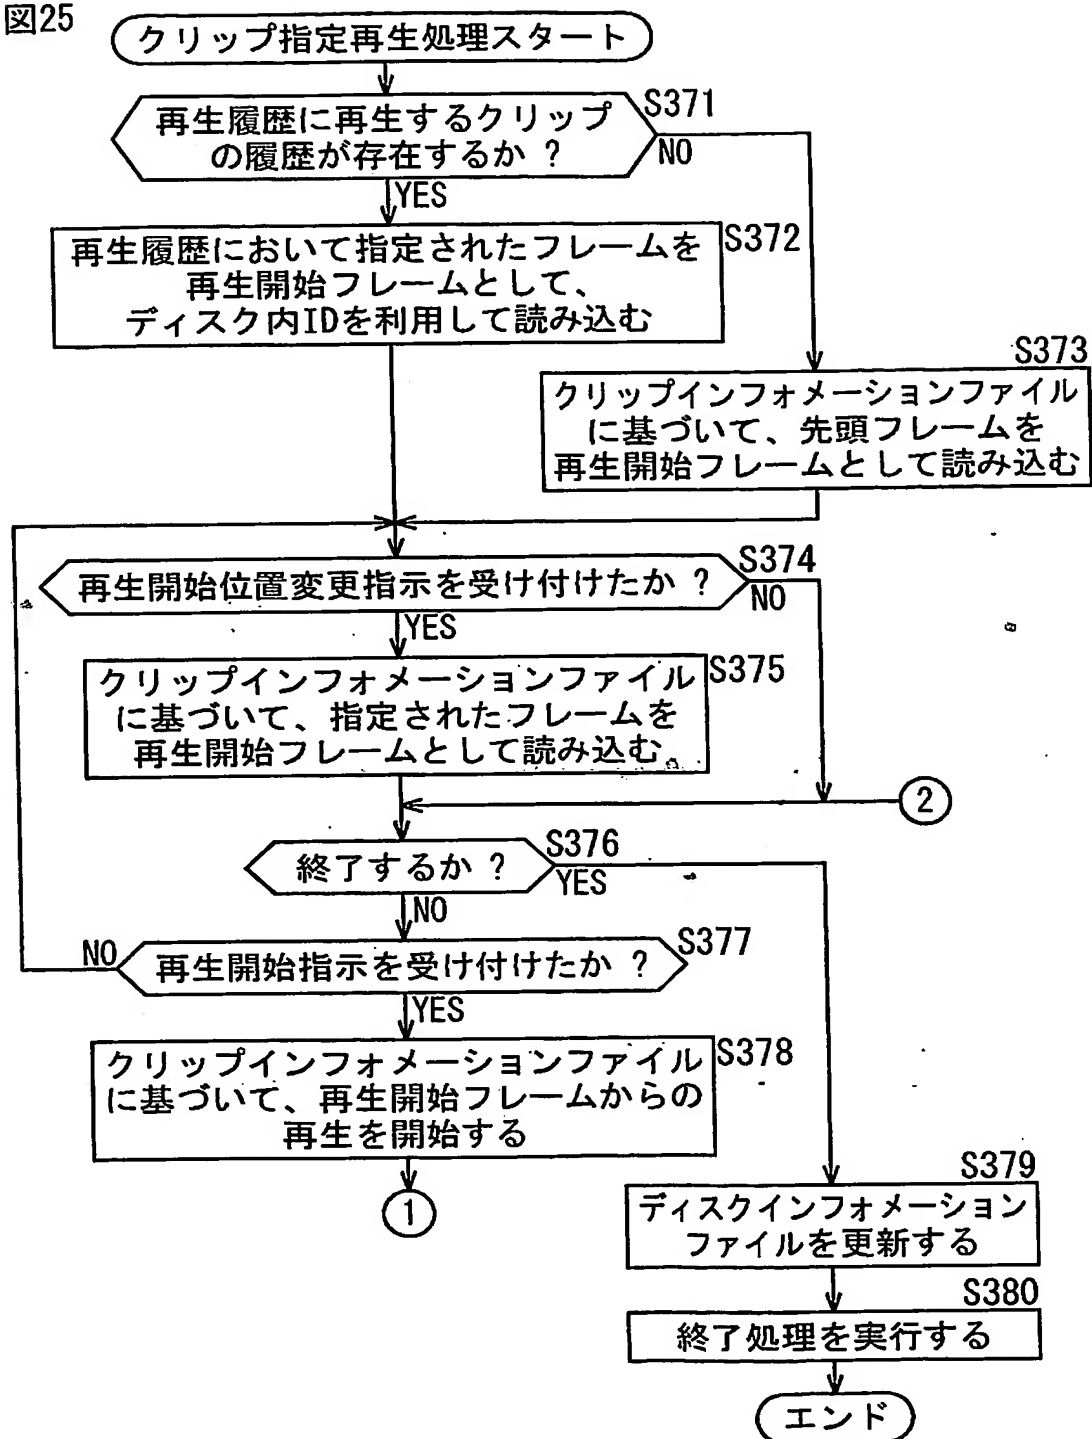 図25
クリップ指定再生処理スタート
再生履歴に再生するクリップ
の履歴が存在するか ?
S371
NO
YES
再生履歴において指定されたフレームを
再生開始フレームとして、
ディスク内IDを利用して読み込む
S372
S373
クリップインフォメーションファイル
に基づいて、先頭フレームを
再生開始フレームとして読み込む
再生開始位置変更指示を受け付けたか ?
S374
NO
YES
クリップインフォメーションファイル
に基づいて、指定されたフレームを
再生開始フレームとして読み込む
S375
2
終了するか ?
S376
YES
NO
NO
再生開始指示を受け付けたか ?
S377
YES
クリップインフォメーションファイル
に基づいて、再生開始フレームからの
再生を開始する
S378
1
S379
ディスクインフォメーション
ファイルを更新する
S380
終了処理を実行する
エンド